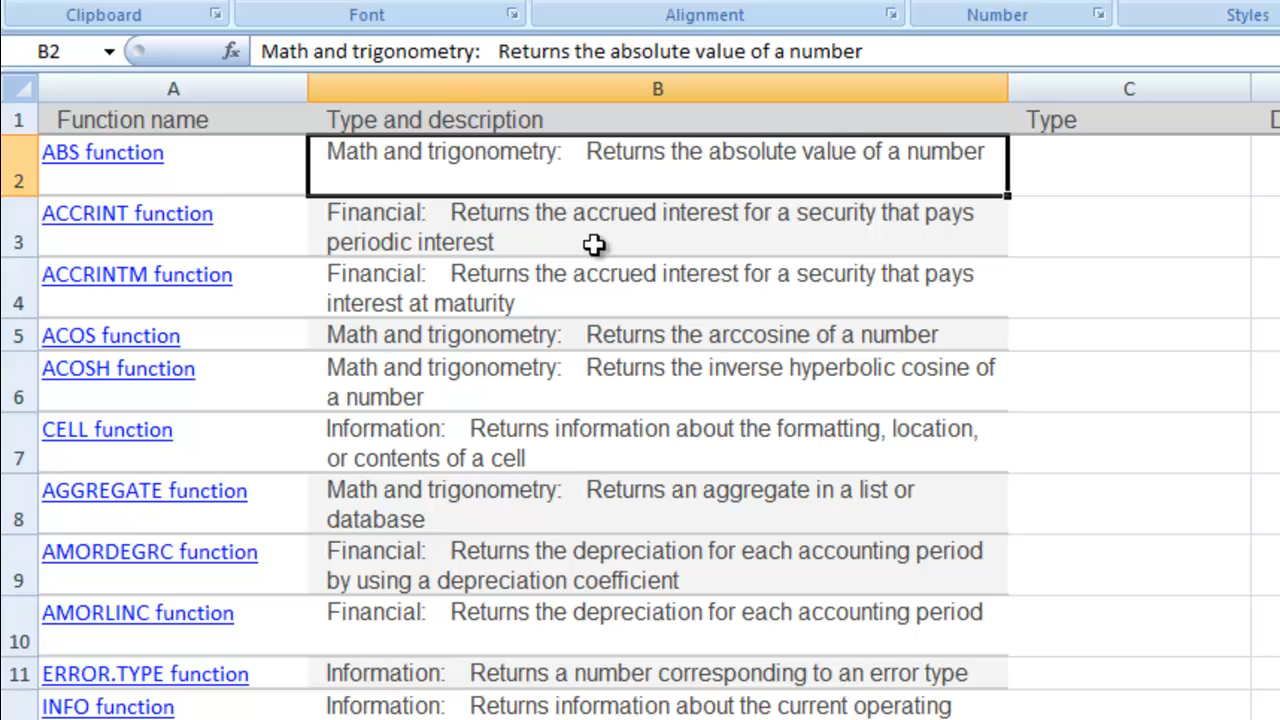 Clipboard Font Alignment Number Styles
B2 fx Math and trigonometry: Returns the absolute value of a number
A B C
1 Function name Type and description Type D
2 ABS function Math and trigonometry: Returns the absolute value of a number
3 ACCRINT function Financial: Returns the accrued interest for a security that pays
periodic interest
4 ACCRINTM function Financial: Returns the accrued interest for a security that pays
interest at maturity
5 ACOS function Math and trigonometry: Returns the arccosine of a number
6 ACOSH function Math and trigonometry: Returns the inverse hyperbolic cosine of
a number
7 CELL function Information: Returns information about the formatting, location,
or contents of a cell
8 AGGREGATE function Math and trigonometry: Returns an aggregate in a list or
database
9 AMORDEGRC function Financial: Returns the depreciation for each accounting period
by using a depreciation coefficient
10 AMORLINC function Financial: Returns the depreciation for each accounting period
11 ERROR.TYPE function Information: Returns a number corresponding to an error type
INFO function Information: Returns information about the current operating